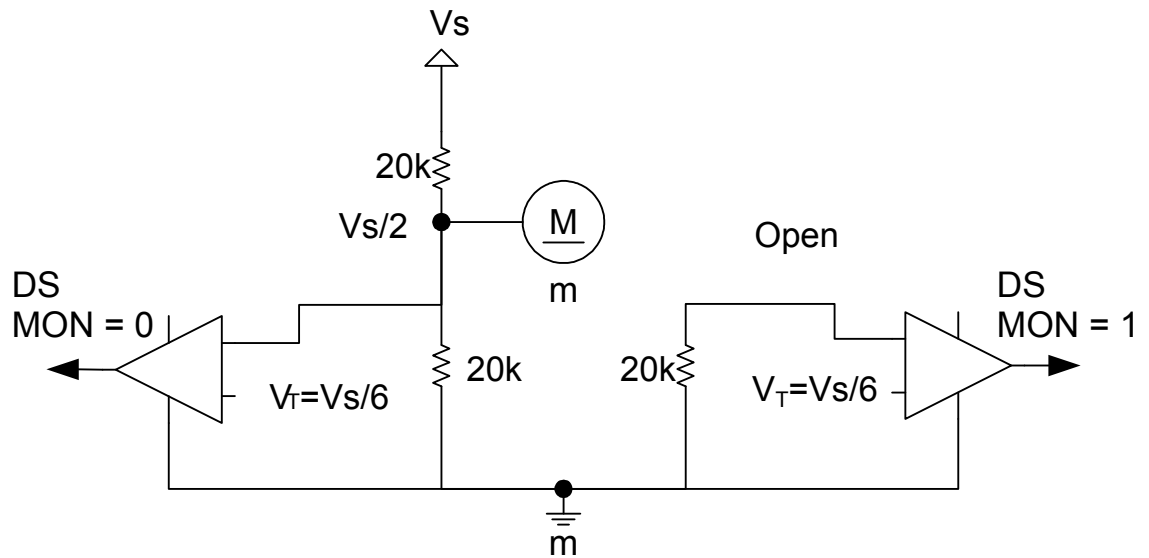 Vs
20k
Vs/2
M
m
Open
DS
MON = 0
DS
MON = 1
20k
20k
VT=Vs/6
VT=Vs/6
m